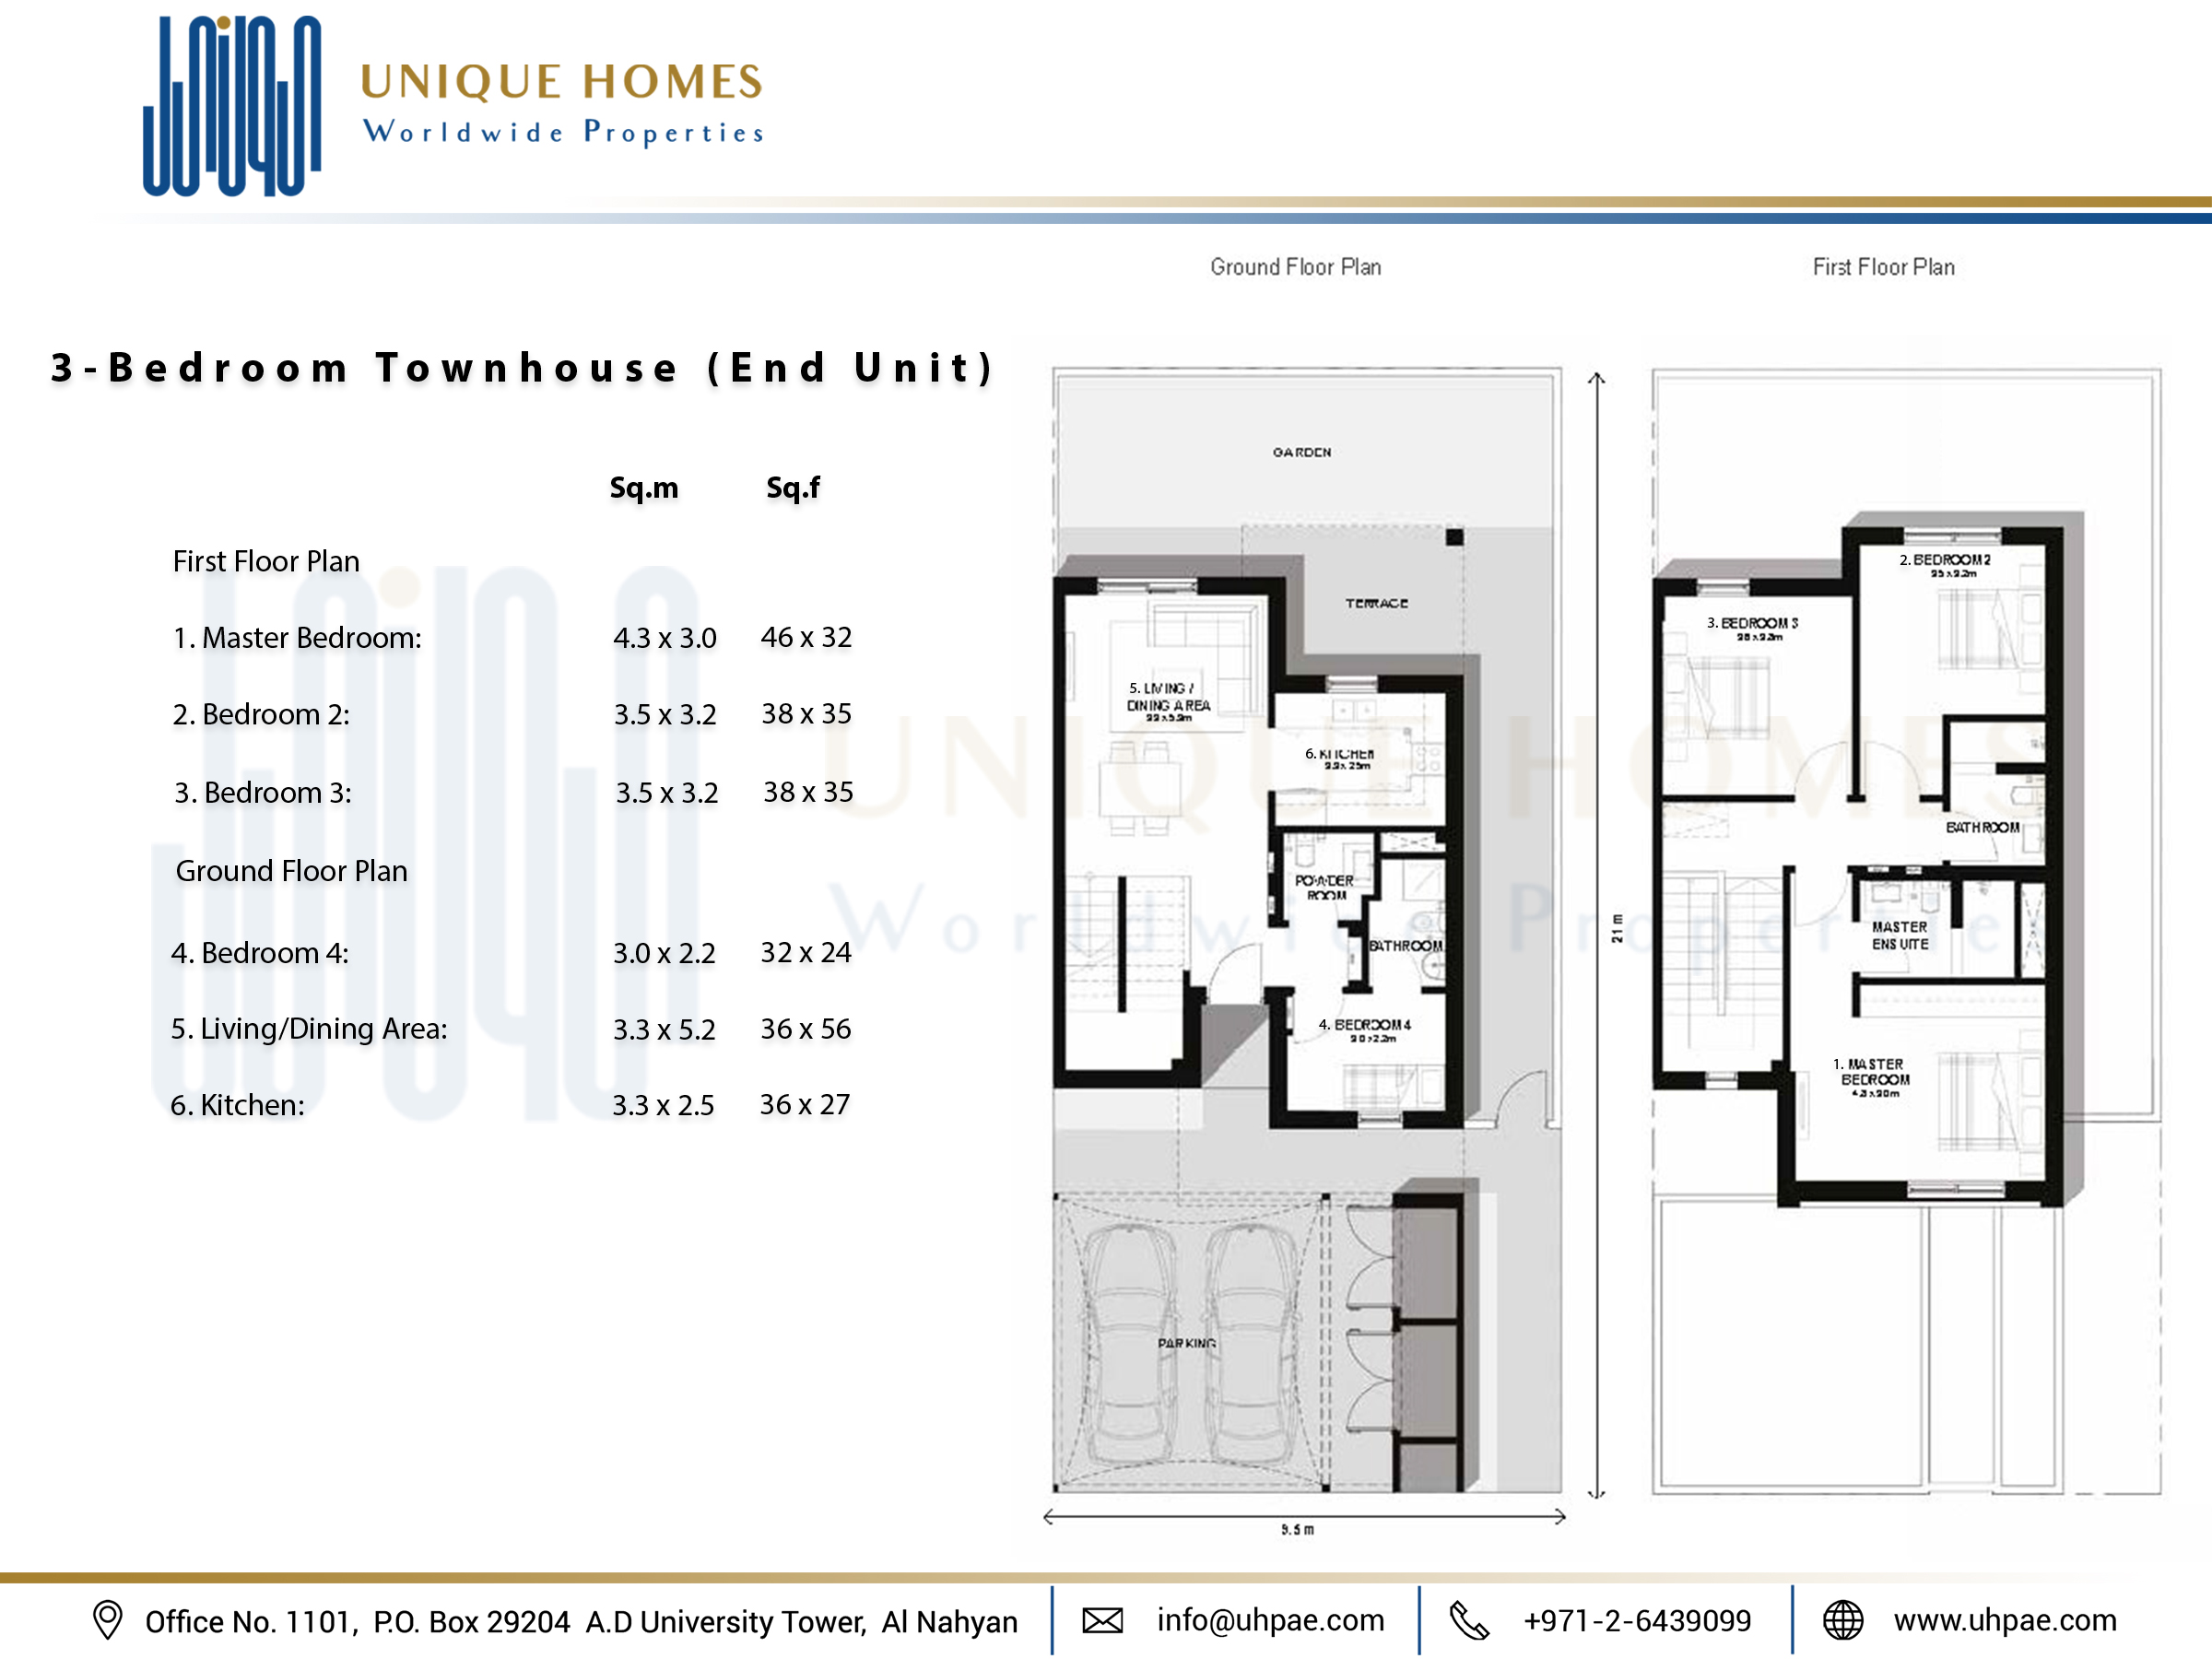 UNIQUE HOMES
Worldwide Properties
Ground Floor Plan
First Floor Plan
3-Bedroom Townhouse (End Unit)
Sq.m Sq.f
First Floor Plan
1. Master Bedroom: 4.3 x 3.0 46 x 32
2. Bedroom 2: 3.5 x 3.2 38 x 35
3. Bedroom 3: 3.5 x 3.2 38 x 35
Ground Floor Plan
4. Bedroom 4: 3.0 x 2.2 32 x 24
5. Living/Dining Area: 3.3 x 5.2 36 x 56
6. Kitchen: 3.3 x 2.5 36 x 27
GARDEN
TERRACE
5. LIVING /
DINING AREA
6. KITCHEN
POWDER
ROOM
BATHROOM
4. BEDROOM 4
PARKING
9.5 m
21 m
2. BEDROOM 2
3. BEDROOM 3
BATHROOM
MASTER
ENSUITE
1. MASTER
BEDROOM
UNIQUE HOMES
Worldwide Propertie
Office No. 1101, P.O. Box 29204 A.D University Tower, Al Nahyan
info@uhpae.com
+971-2-6439099
www.uhpae.com